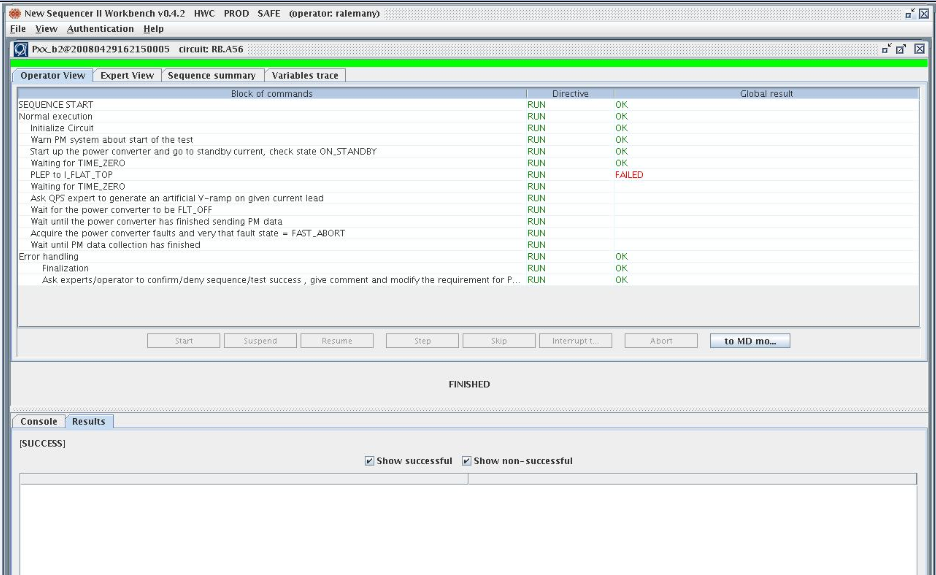 New Sequencer II Workbench v0.4.2 HWC PROD SAFE (operator: ralemany)
File View Authentication Help
Pxx_b2@20080429162150005 circuit: RB.A56
Operator View Expert View Sequence summary Variables trace
Block of commands Directive Global result
SEQUENCE START RUN OK
Normal execution RUN OK
Initialize Circuit RUN OK
Warn PM system about start of the test RUN OK
Start up the power converter and go to standby current, check state ON_STANDBY RUN OK
Waiting for TIME_ZERO RUN OK
PLEP to I_FLAT_TOP RUN FAILED
Waiting for TIME_ZERO RUN
Ask QPS expert to generate an artificial V-ramp on given current lead RUN
Wait for the power converter to be FLT_OFF RUN
Wait until the power converter has finished sending PM data RUN
Acquire the power converter faults and very that fault state = FAST_ABORT RUN
Wait until PM data collection has finished RUN
Error handling RUN OK
Finalization RUN OK
Ask experts/operator to confirm/deny sequence/test success , give comment and modify the requirement for P... RUN OK
Start Suspend Resume Step Skip Interrupt t... Abort to MD mo...
FINISHED
Console Results
[SUCCESS]
Show successful Show non-successful